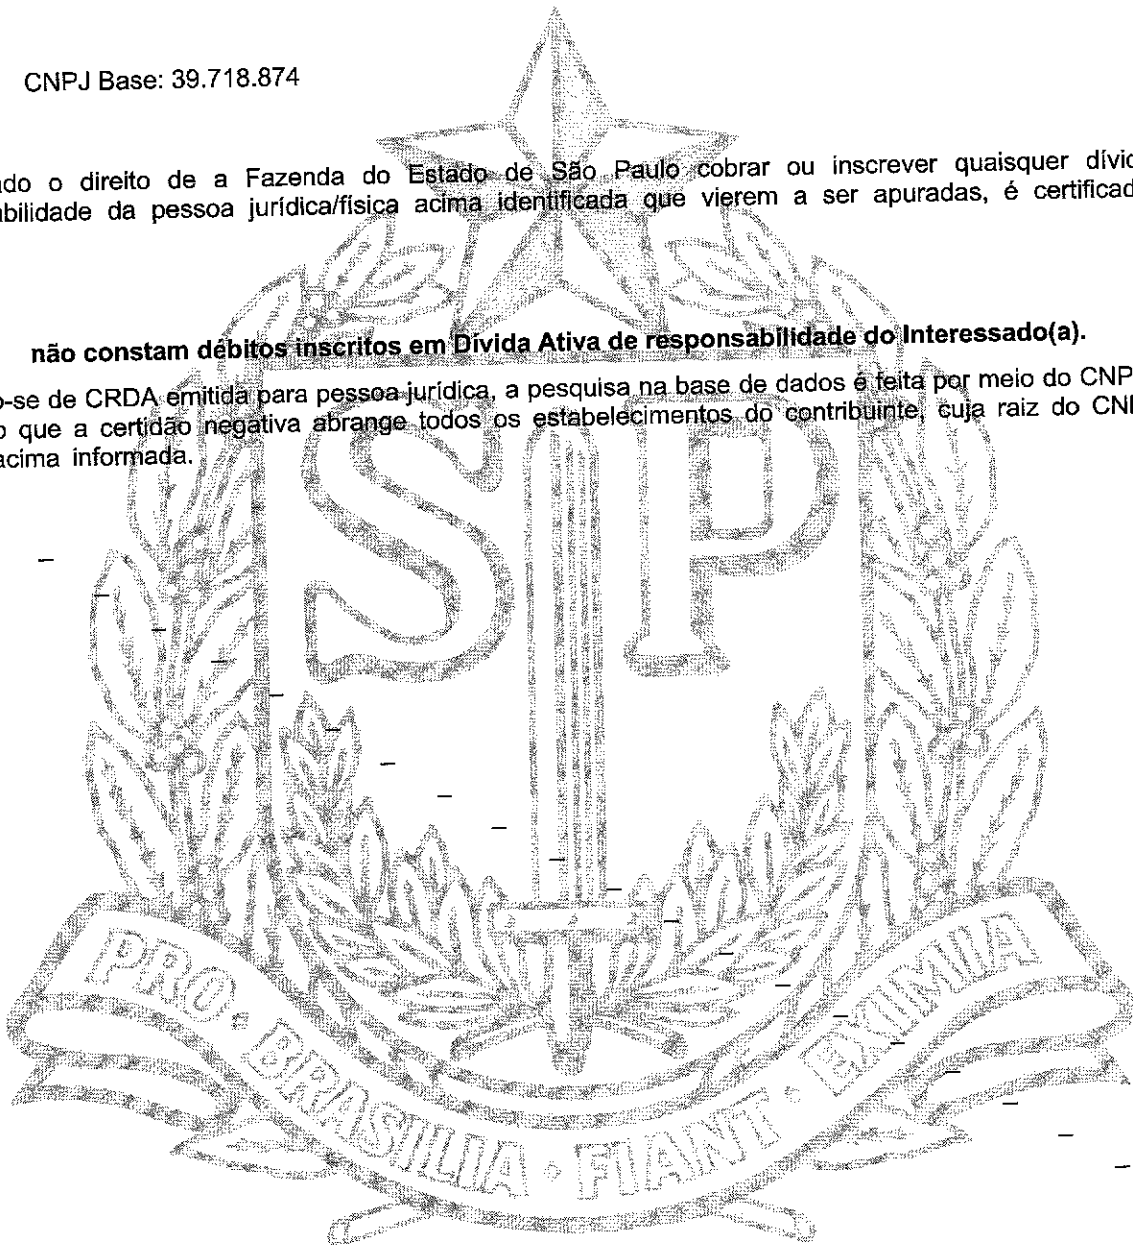 CNPJ Base: 39.718.874
ado o direito de a Fazenda do Estado de São Paulo cobrar ou inscrever quaisquer dívid
abilidade da pessoa jurídica/física acima identificada que vierem a ser apuradas, é certificad
não constam débitos inscritos em Dívida Ativa de responsabilidade do Interessado(a).
o-se de CRDA emitida para pessoa jurídica, a pesquisa na base de dados é feita por meio do CNP
o que a certidão negativa abrange todos os estabelecimentos do contribuinte, cuja raiz do CN
acima informada.
SP
PRO · BRASILIA · FIANT · EXIMIA